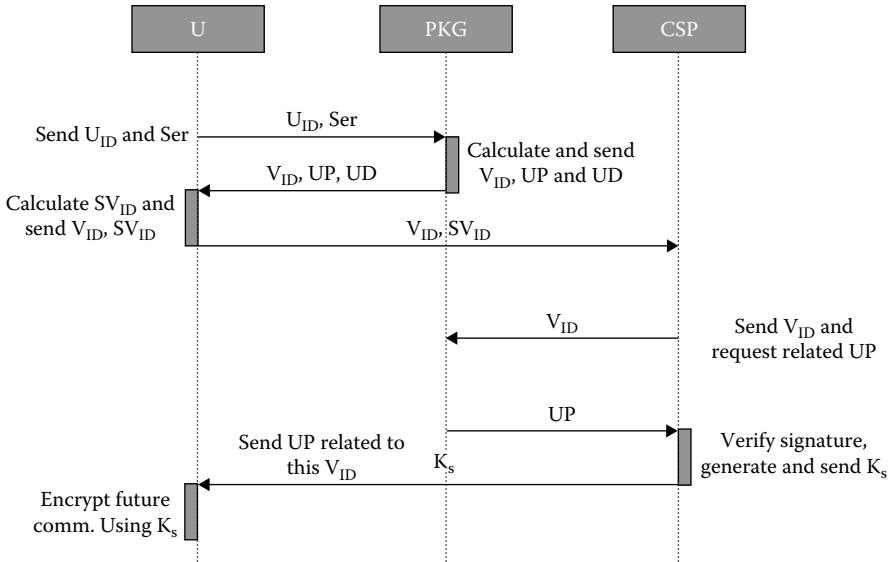 U
PKG
CSP
Send U_ID and Ser
U_ID, Ser
Calculate and send
V_ID, UP and UD
V_ID, UP, UD
Calculate SV_ID and
send V_ID, SV_ID
V_ID, SV_ID
V_ID
Send V_ID and
request related UP
UP
Send UP related to
this V_ID
K_s
Verify signature,
generate and send K_s
Encrypt future
comm. Using K_s